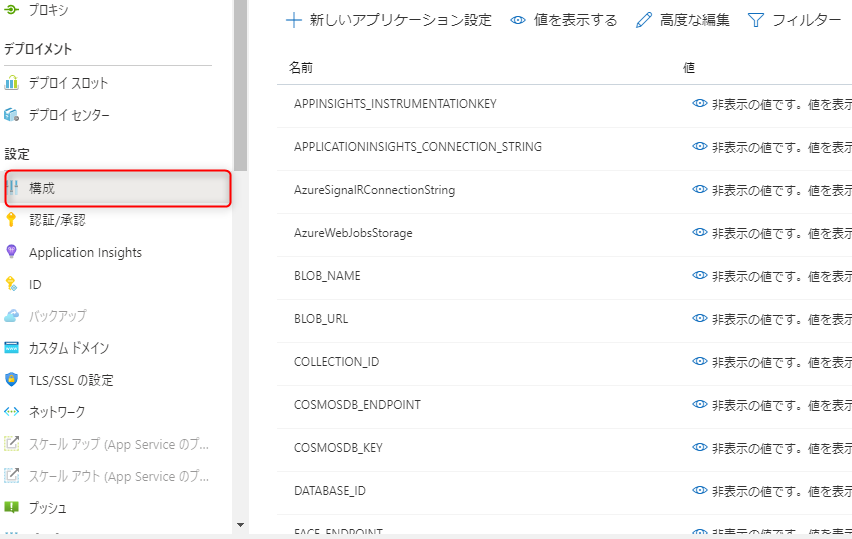 プロキシ
デプロイメント
デプロイ スロット
デプロイ センター
設定
構成
認証/承認
Application Insights
ID
バックアップ
カスタム ドメイン
TLS/SSL の設定
ネットワーク
スケール アップ (App Service のプ...
スケール アウト (App Service のプ...
プッシュ
新しいアプリケーション設定 値を表示する 高度な編集 フィルター
名前 値
APPINSIGHTS_INSTRUMENTATIONKEY 非表示の値です。値を表示
APPLICATIONINSIGHTS_CONNECTION_STRING 非表示の値です。値を表示
AzureSignalRConnectionString 非表示の値です。値を表示
AzureWebJobsStorage 非表示の値です。値を表示
BLOB_NAME 非表示の値です。値を表示
BLOB_URL 非表示の値です。値を表示
COLLECTION_ID 非表示の値です。値を表示
COSMOSDB_ENDPOINT 非表示の値です。値を表示
COSMOSDB_KEY 非表示の値です。値を表示
DATABASE_ID 非表示の値です。値を表示
FACE_ENDPOINT 非表示の値です。値を表示